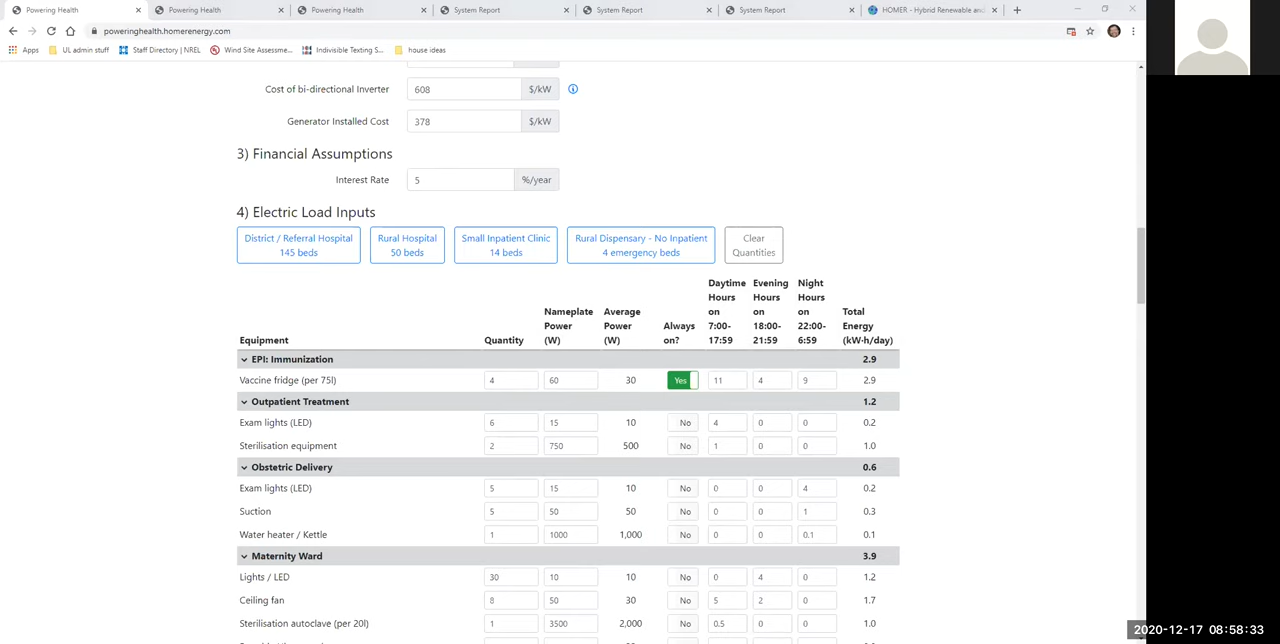 Powering Health
Powering Health
Powering Health
System Report
System Report
System Report
HOMER - Hybrid Renewable and
poweringhealth.homerenergy.com
Apps
UL admin stuff
Staff Directory | NREL
Wind Site Assessme...
Indivisible Texting S...
house ideas
Cost of bi-directional Inverter 608 $/kW
Generator Installed Cost 378 $/kW
3) Financial Assumptions
Interest Rate 5 %/year
4) Electric Load Inputs
District / Referral Hospital
145 beds
Rural Hospital
50 beds
Small Inpatient Clinic
14 beds
Rural Dispensary - No Inpatient
4 emergency beds
Clear
Quantities
Equipment
Quantity
Nameplate
Power
(W)
Average
Power
(W)
Always
on?
Daytime
Hours
on
7:00-
17:59
Evening
Hours
on
18:00-
21:59
Night
Hours
on
22:00-
6:59
Total
Energy
(kW·h/day)
EPI: Immunization 2.9
Vaccine fridge (per 75l) 4 60 30 Yes 11 4 9 2.9
Outpatient Treatment 1.2
Exam lights (LED) 6 15 10 No 4 0 0 0.2
Sterilisation equipment 2 750 500 No 1 0 0 1.0
Obstetric Delivery 0.6
Exam lights (LED) 5 15 10 No 0 0 4 0.2
Suction 5 50 50 No 0 0 1 0.3
Water heater / Kettle 1 1000 1,000 No 0 0 0.1 0.1
Maternity Ward 3.9
Lights / LED 30 10 10 No 0 4 0 1.2
Ceiling fan 8 50 30 No 5 2 0 1.7
Sterilisation autoclave (per 20l) 1 3500 2,000 No 0.5 0 0 1.0
2020-12-17 08:58:33